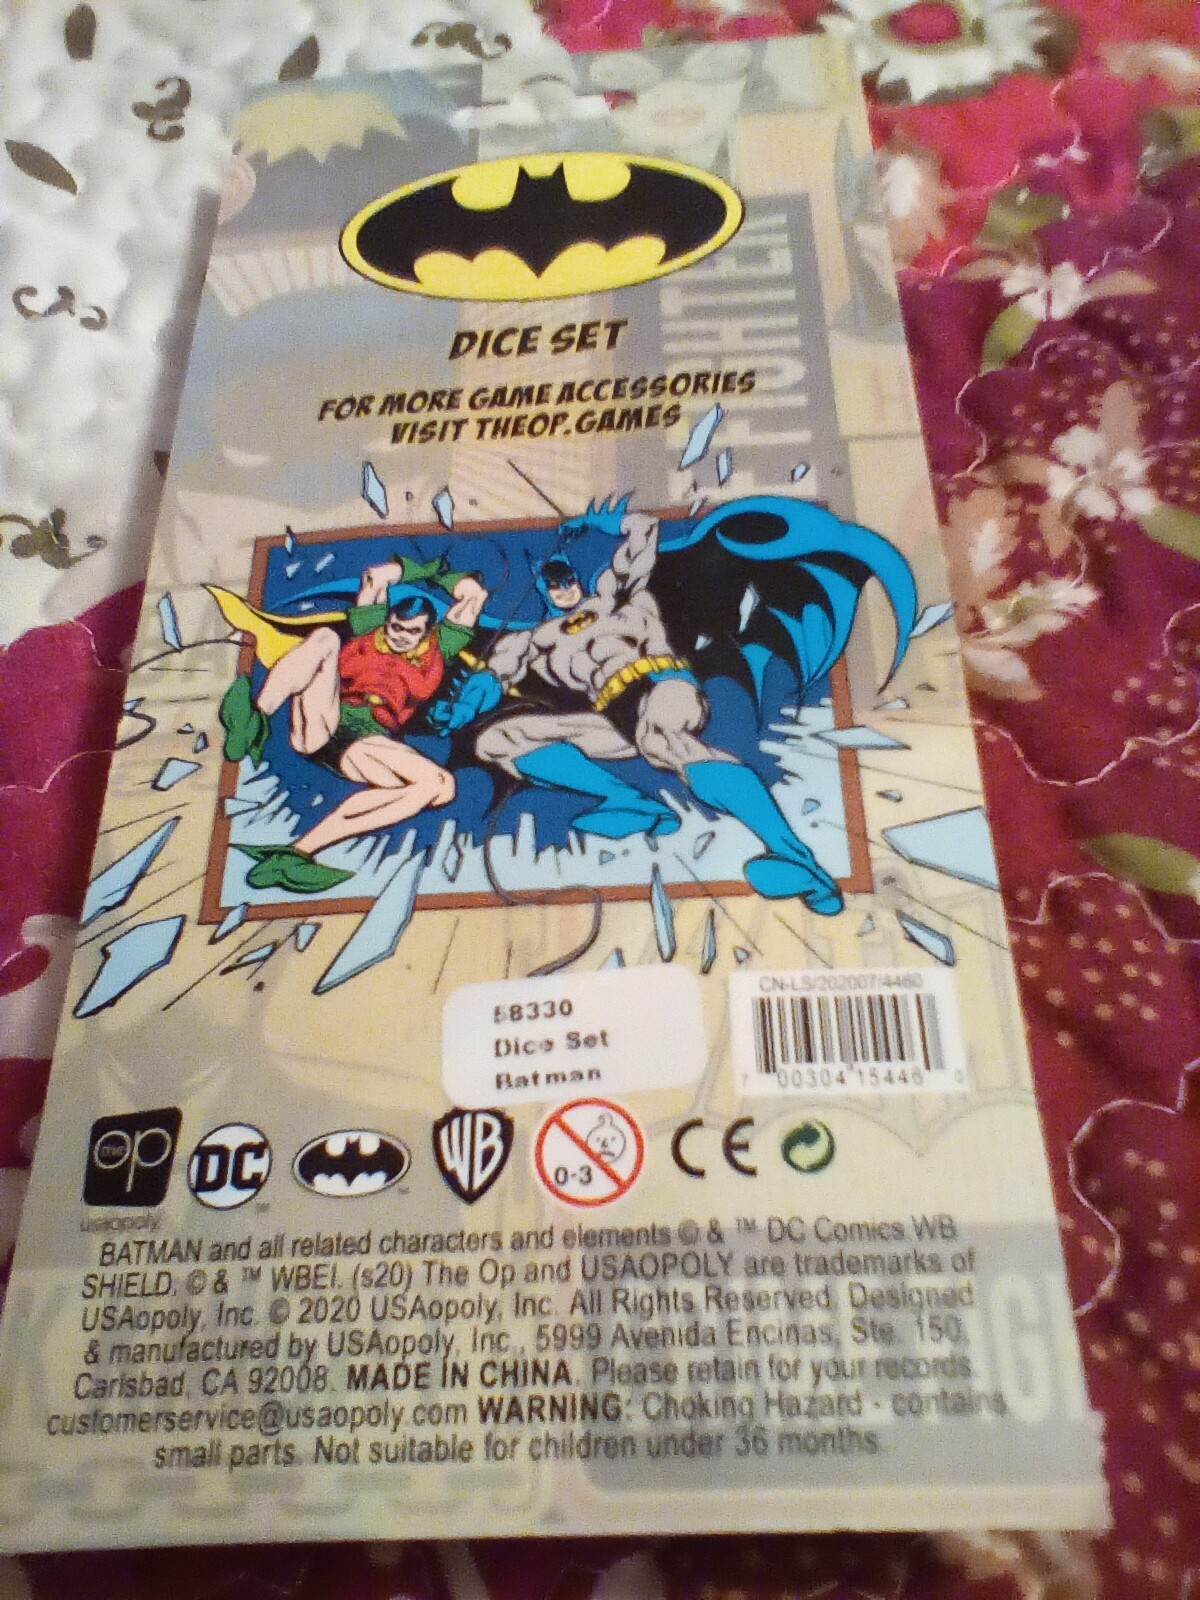 DICE SET
FOR MORE GAME ACCESSORIES
VISIT THEOP.GAMES
58330
Dice Set
Batman
CN-LS/202007/4460
7 00304 15446 0
the op
usaopoly
DC
™
™
WB
0-3
CE
BATMAN and all related characters and elements © & ™ DC Comics. WB
SHIELD: © & ™ WBEI. (s20) The Op and USAOPOLY are trademarks of
USAopoly, Inc. © 2020 USAopoly, Inc. All Rights Reserved. Designed
& manufactured by USAopoly, Inc., 5999 Avenida Encinas, Ste. 150,
Carlsbad, CA 92008. MADE IN CHINA. Please retain for your records.
customerservice@usaopoly.com WARNING: Choking Hazard - contains
small parts. Not suitable for children under 36 months.